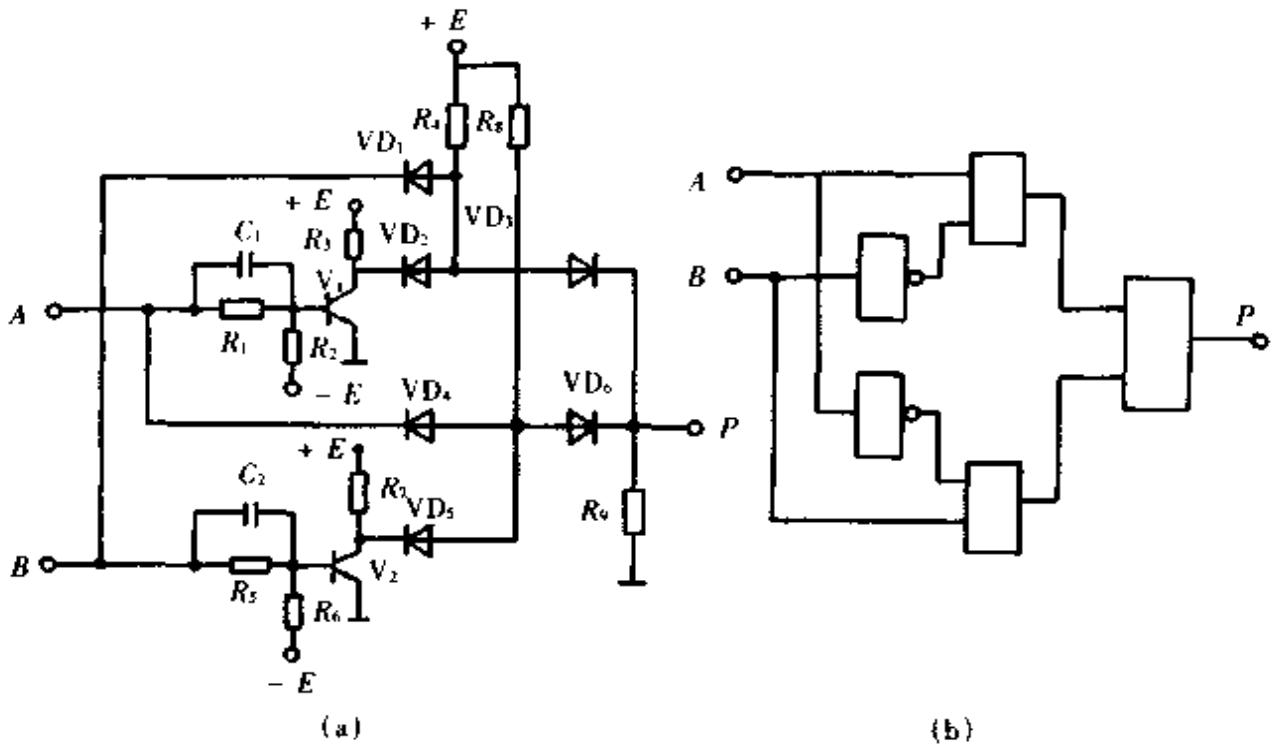 + E
R₄
R₈
VD₁
+ E
VD₃
C₁
R₃
VD₂
V₁
A
R₁
R₂
- E
VD₄
VD₆
P
+ E
C₂
R₇
VD₅
R₉
B
R₅
V₂
R₆
- E
(a)
A
B
P
(b)